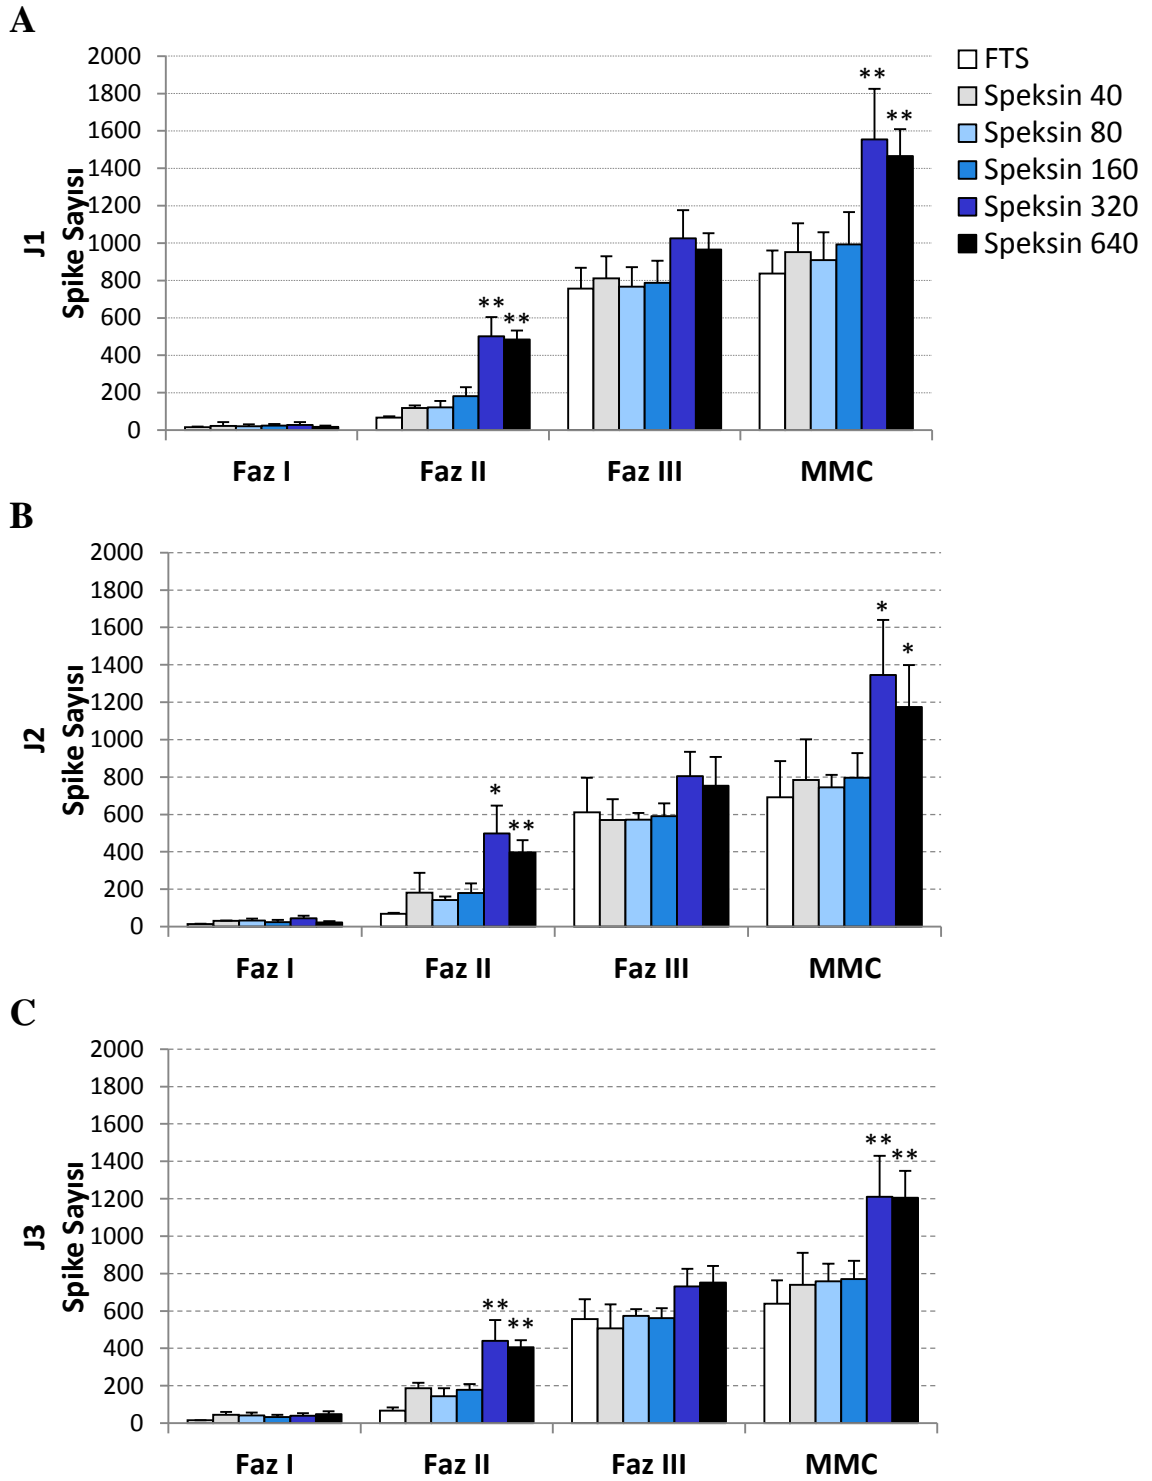 A
2000
1800
1600
1400
1200
1000
800
600
400
200
0
J1
Spike Sayısı
** **
** **
Faz I Faz II Faz III MMC
FTS
Speksin 40
Speksin 80
Speksin 160
Speksin 320
Speksin 640
B
2000
1800
1600
1400
1200
1000
800
600
400
200
0
J2
Spike Sayısı
* **
* *
Faz I Faz II Faz III MMC
C
2000
1800
1600
1400
1200
1000
800
600
400
200
0
J3
Spike Sayısı
** **
** **
Faz I Faz II Faz III MMC